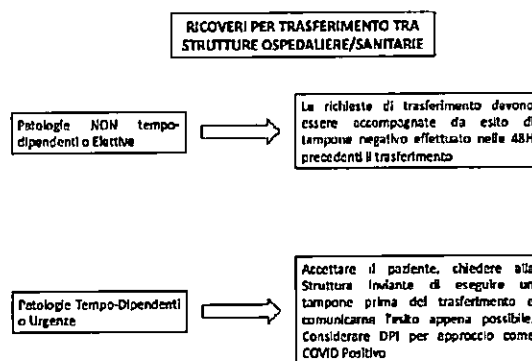 RICOVERI PER TRASFERIMENTO TRA
STRUTTURE OSPEDALIERE/SANITARIE
Patologie NON tempo-
dipendenti o Elettive
Le richieste di trasferimento devono
essere accompagnate da esito di
tampone negativo effettuato nelle 48H
precedenti il trasferimento
Patologie Tempo-Dipendenti
o Urgenze
Accettare il paziente, chiedere alla
Struttura Inviante di eseguire un
tampone prima del trasferimento e
comunicarne l'esito appena possibile.
Considerare DPI per approccio come
COVID Positivo